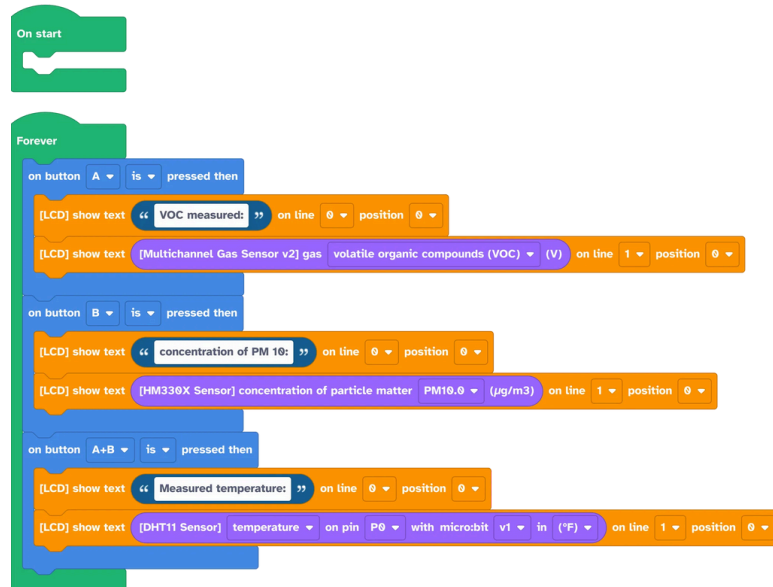 On start
Forever
on button A is pressed then
[LCD] show text “ VOC measured: ” on line 0 position 0
[LCD] show text [Multichannel Gas Sensor v2] gas volatile organic compounds (VOC) (V) on line 1 position 0
on button B is pressed then
[LCD] show text “ concentration of PM 10: ” on line 0 position 0
[LCD] show text [HM330X Sensor] concentration of particle matter PM10.0 (µg/m3) on line 1 position 0
on button A+B is pressed then
[LCD] show text “ Measured temperature: ” on line 0 position 0
[LCD] show text [DHT11 Sensor] temperature on pin P0 with micro:bit v1 in (°F) on line 1 position 0